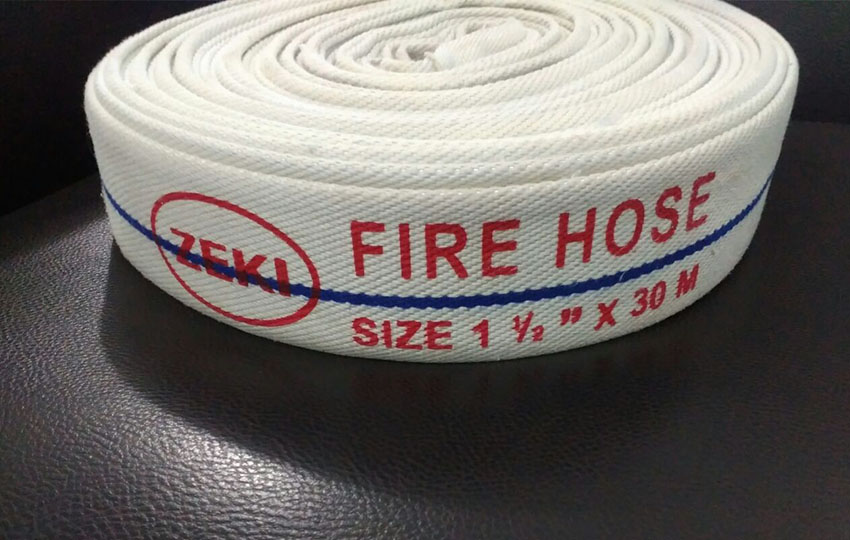 ZEKI
FIRE HOSE
SIZE 1 ½ ” X 30 M